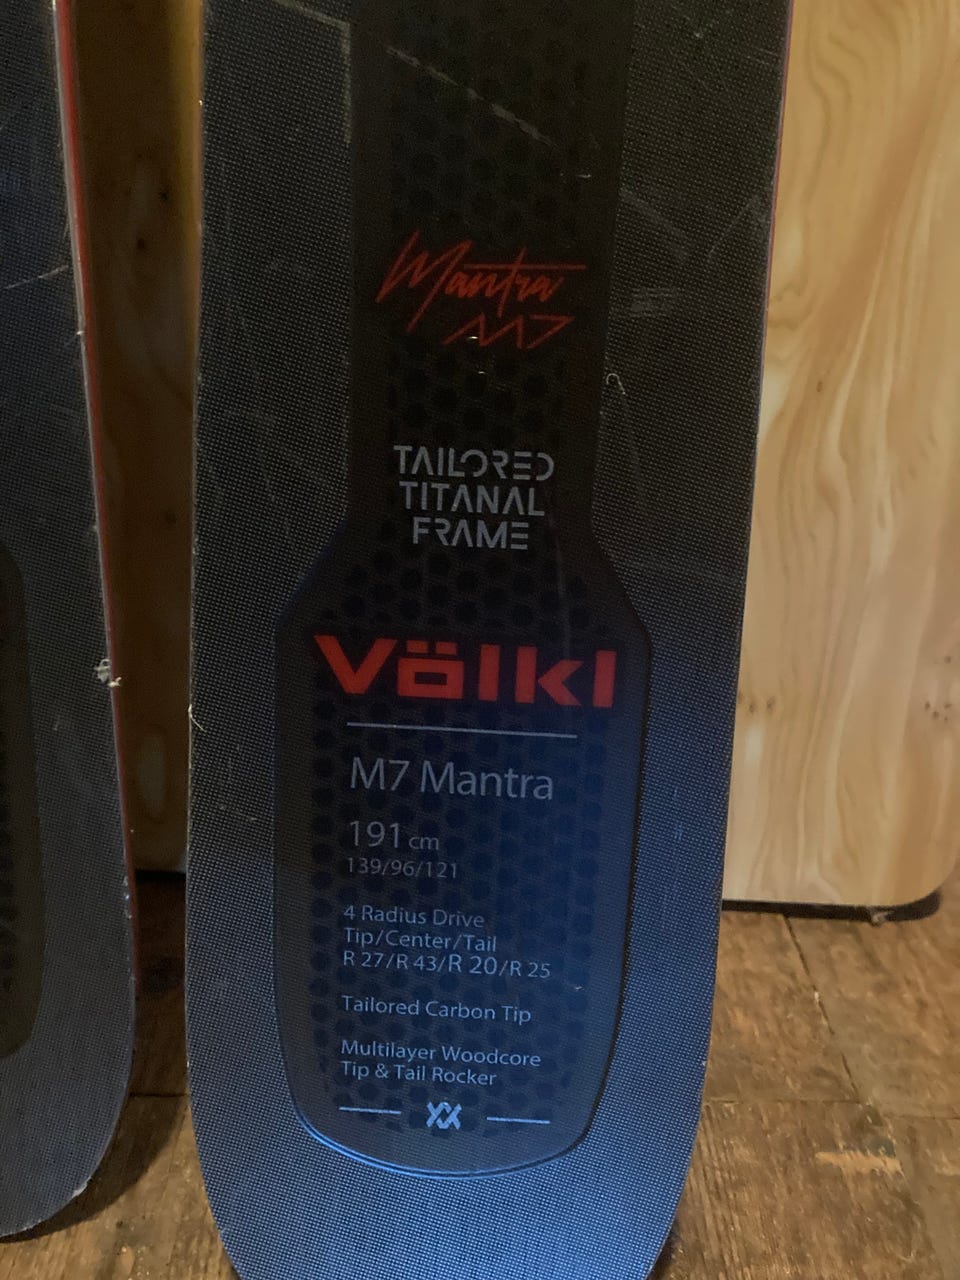 Mantra
M7
TAILORED
TITANAL
FRAME
Völkl
M7 Mantra
191 cm
139/96/121
4 Radius Drive
Tip/Center/Tail
R 27/R 43/R 20/R 25
Tailored Carbon Tip
Multilayer Woodcore
Tip & Tail Rocker